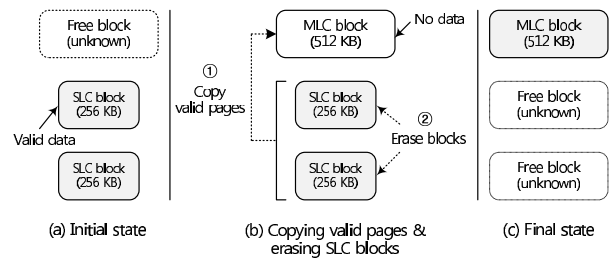 Free block
(unknown)
SLC block
(256 KB)
Valid data
SLC block
(256 KB)
(a) Initial state
MLC block
(512 KB)
No data
①
Copy
valid pages
SLC block
(256 KB)
②
Erase blocks
SLC block
(256 KB)
(b) Copying valid pages &
erasing SLC blocks
MLC block
(512 KB)
Free block
(unknown)
Free block
(unknown)
(c) Final state